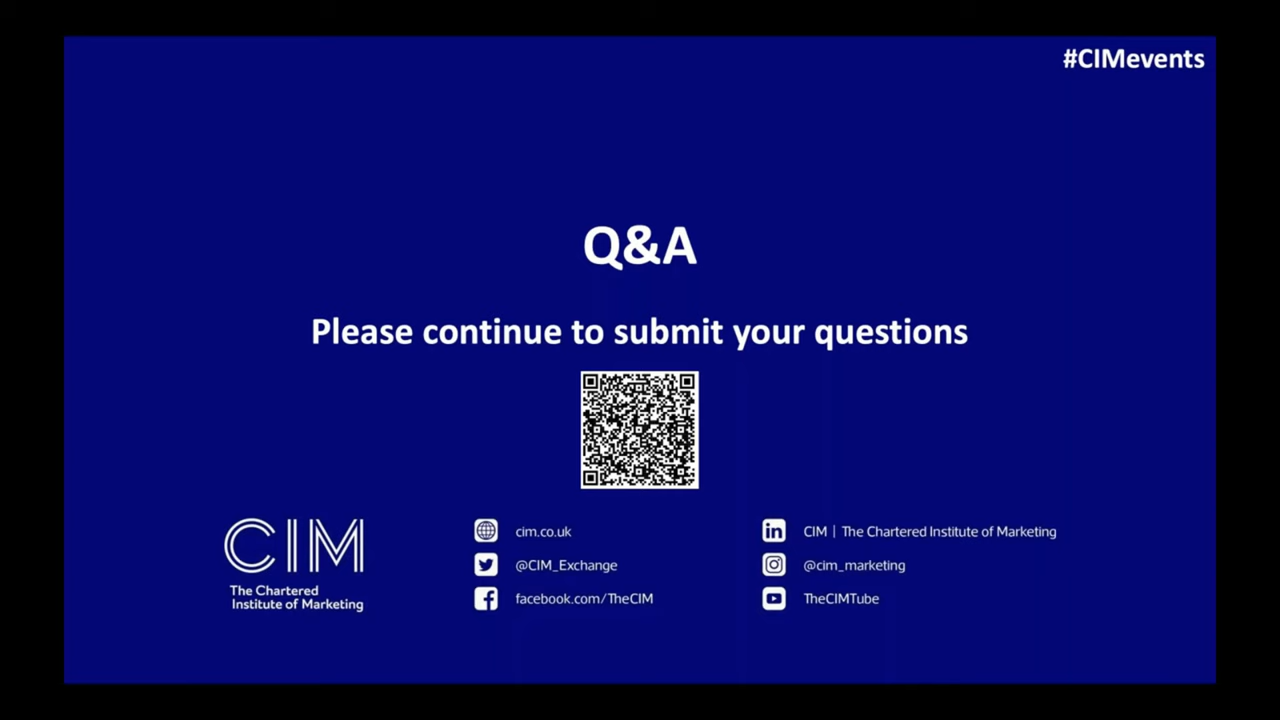 #CIMevents
Q&A
Please continue to submit your questions
CIM
The Chartered
Institute of Marketing
cim.co.uk
@CIM_Exchange
facebook.com/TheCIM
CIM | The Chartered Institute of Marketing
@cim_marketing
TheCIMTube